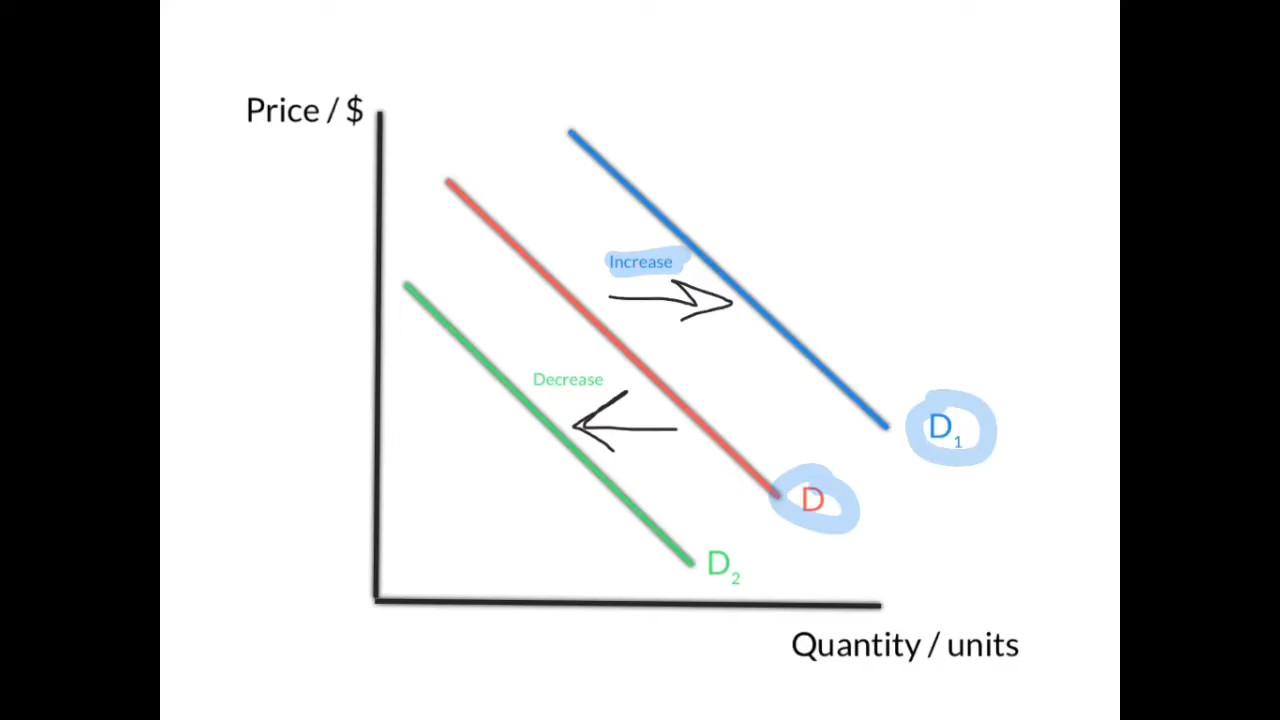 Price / $
Increase
Decrease
D₁
D
D₂
Quantity / units